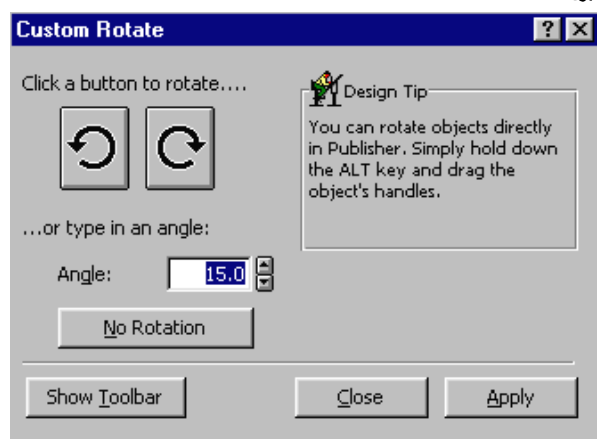 Custom Rotate
Click a button to rotate....
Design Tip
You can rotate objects directly
in Publisher. Simply hold down
the ALT key and drag the
object's handles.
...or type in an angle:
Angle:
15.0
No Rotation
Show Toolbar
Close
Apply